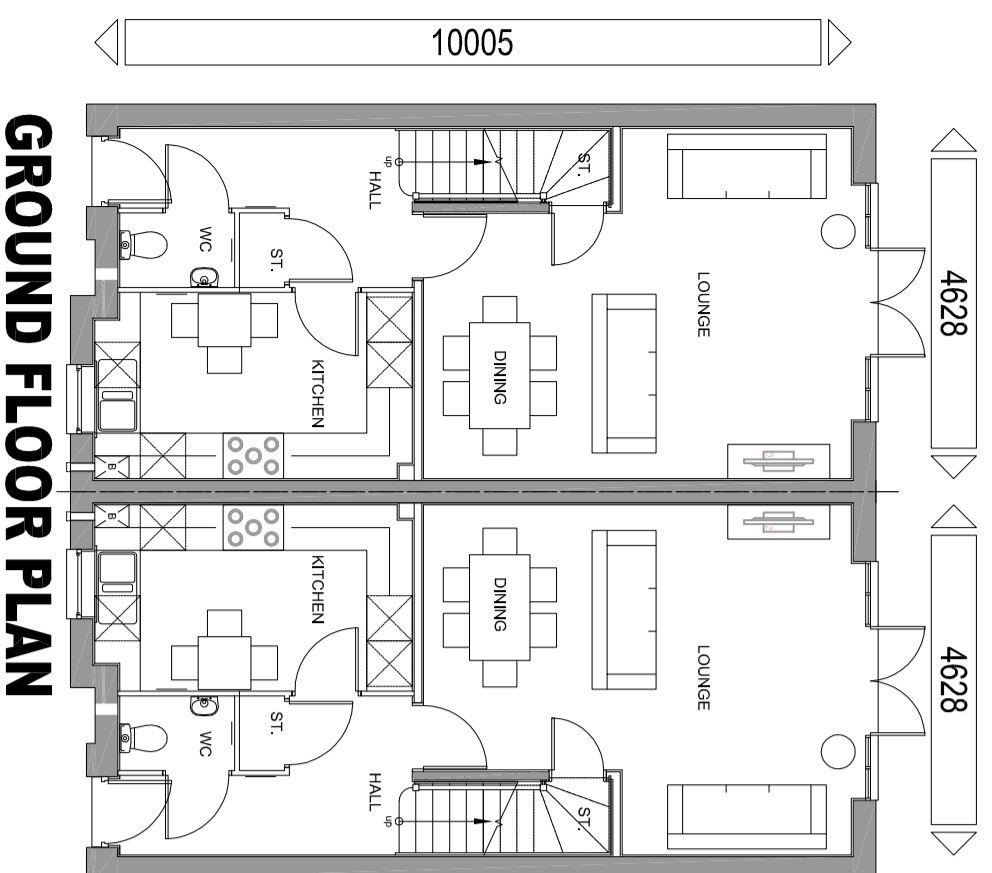 10005
GROUND FLOOR PLAN
4628
4628
up
HALL
ST.
WC
ST.
LOUNGE
KITCHEN
DINING
B
B
KITCHEN
DINING
LOUNGE
WC
ST.
HALL
up
ST.